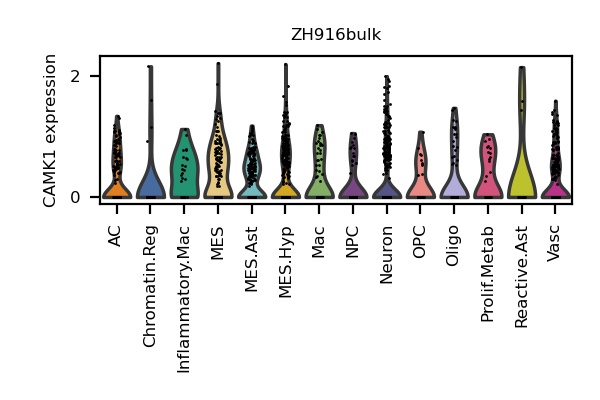 ZH916bulk
CAMK1 expression
2
0
AC
Chromatin.Reg
Inflammatory.Mac
MES
MES.Ast
MES.Hyp
Mac
NPC
Neuron
OPC
Oligo
Prolif.Metab
Reactive.Ast
Vasc